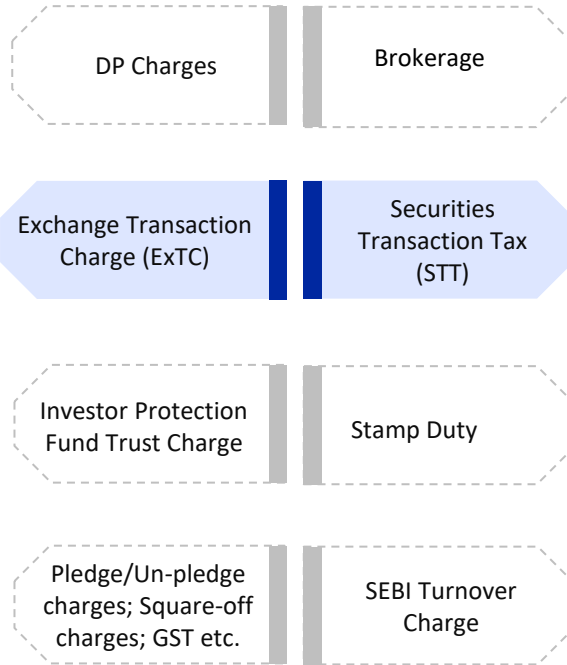 DP Charges
Brokerage
Exchange Transaction
Charge (ExTC)
Securities
Transaction Tax
(STT)
Investor Protection
Fund Trust Charge
Stamp Duty
Pledge/Un-pledge
charges; Square-off
charges; GST etc.
SEBI Turnover
Charge